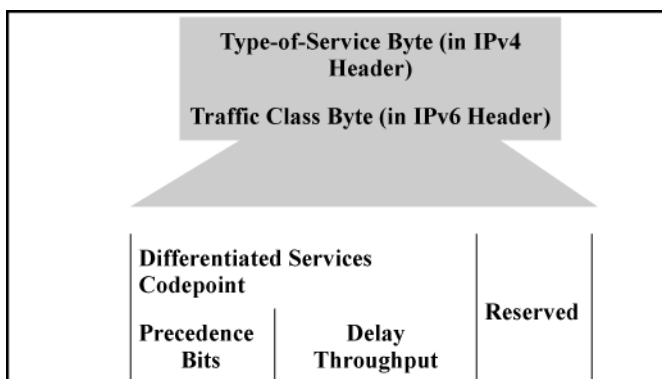 Type-of-Service Byte (in IPv4
Header)
Traffic Class Byte (in IPv6 Header)
Differentiated Services
Codepoint
Reserved
Precedence
Bits
Delay
Throughput